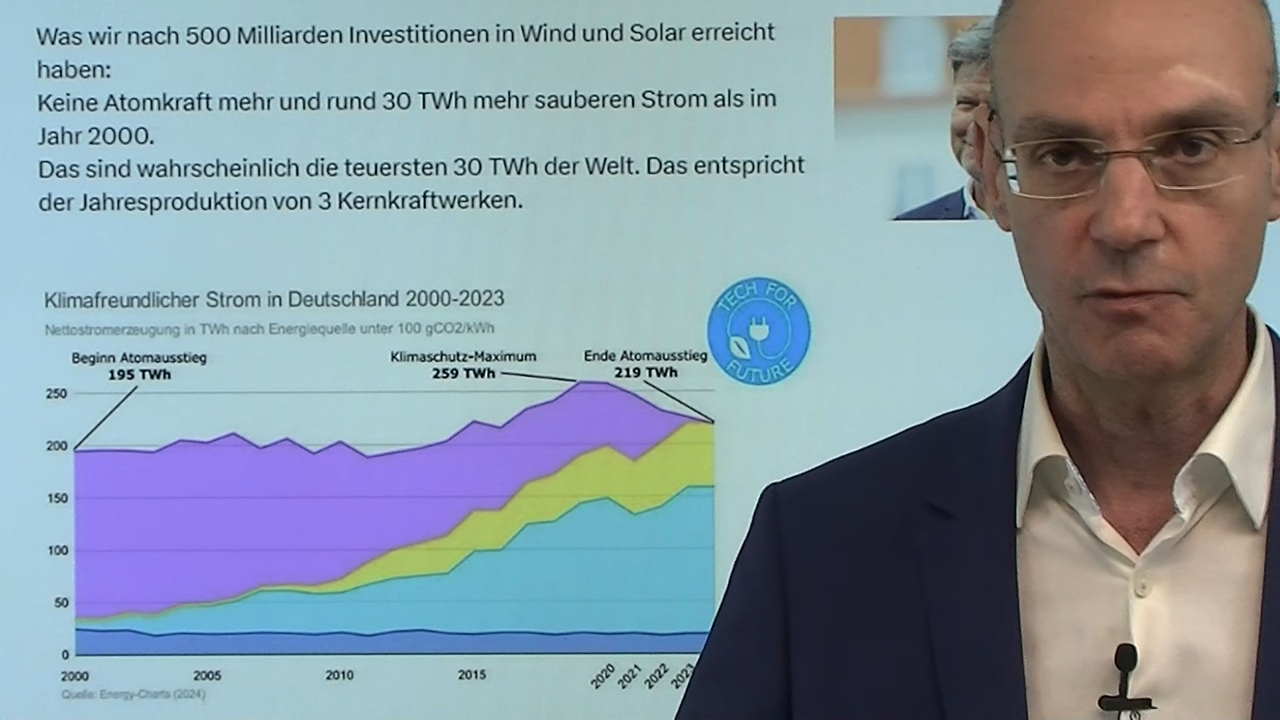 Was wir nach 500 Milliarden Investitionen in Wind und Solar erreicht
haben:
Keine Atomkraft mehr und rund 30 TWh mehr sauberen Strom als im
Jahr 2000.
Das sind wahrscheinlich die teuersten 30 TWh der Welt. Das entspricht
der Jahresproduktion von 3 Kernkraftwerken.
Klimafreundlicher Strom in Deutschland 2000-2023
Nettostromerzeugung in TWh nach Energiequelle unter 100 gCO2/kWh
TECH FOR
FUTURE
Beginn Atomausstieg
195 TWh
Klimaschutz-Maximum
259 TWh
Ende Atomausstieg
219 TWh
250
200
150
100
50
0
2000
2005
2010
2015
2020
2021
2022
2023
Quelle: Energy-Charts (2024)